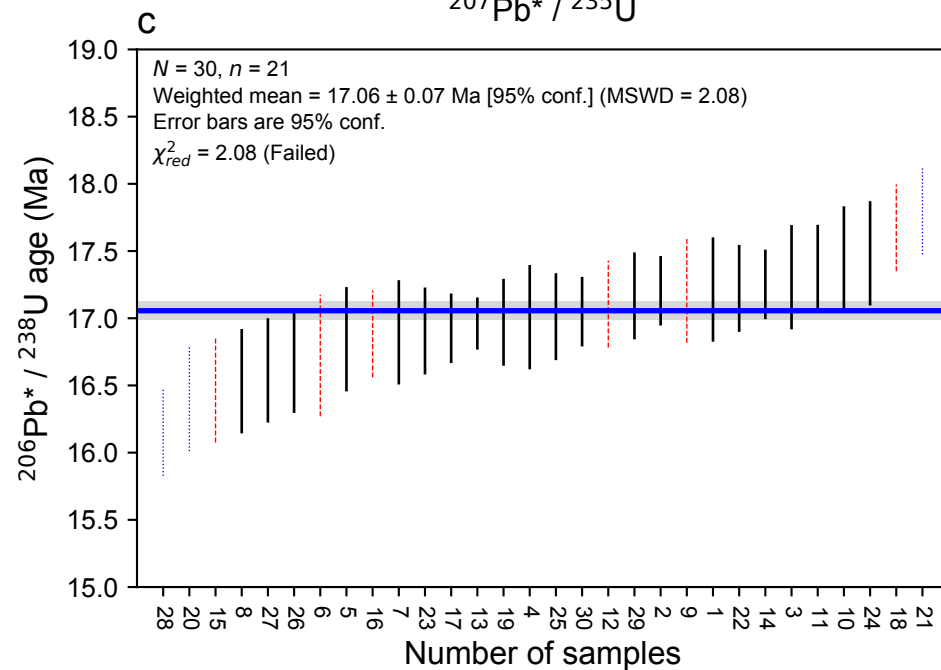 ²⁰⁷Pb* / ²³⁵U
c
N = 30, n = 21
Weighted mean = 17.06 ± 0.07 Ma [95% conf.] (MSWD = 2.08)
Error bars are 95% conf.
χ²red = 2.08 (Failed)
²⁰⁶Pb* / ²³⁸U age (Ma)
19.0
18.5
18.0
17.5
17.0
16.5
16.0
15.5
15.0
28 20 15 8 27 26 6 5 16 7 23 17 13 19 4 25 30 12 29 2 9 1 22 14 3 11 10 24 18 21
Number of samples